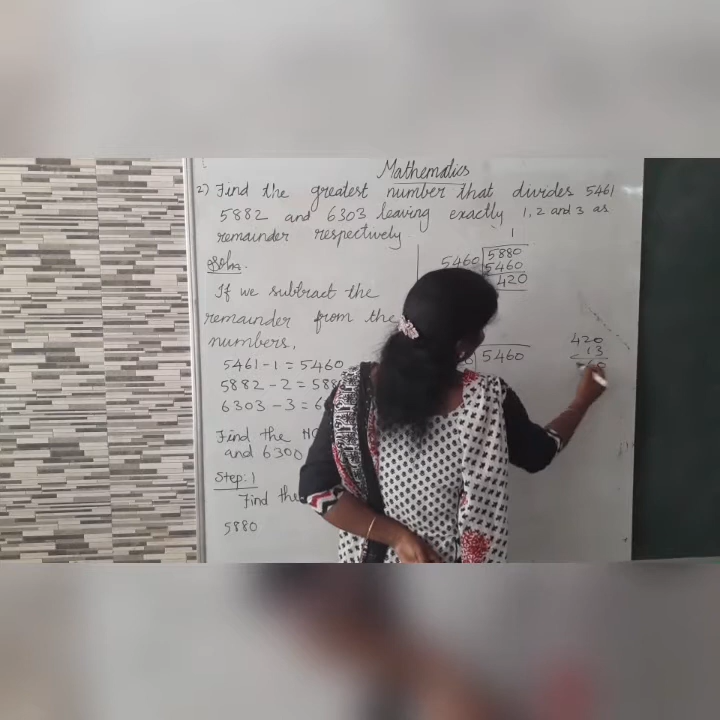 Mathematics
2) Find the greatest number that divides 5461
5882 and 6303 leaving exactly 1, 2 and 3 as
remainder respectively.
Soln.
If we subtract the
remainder from the
numbers,
5461 - 1 = 5460
5882 - 2 = 588
6303 - 3 = 6
Find the HC
and 6300
Step: 1
Find the
5880
1
5460 5880
5460
420
0 5460
420
13
60